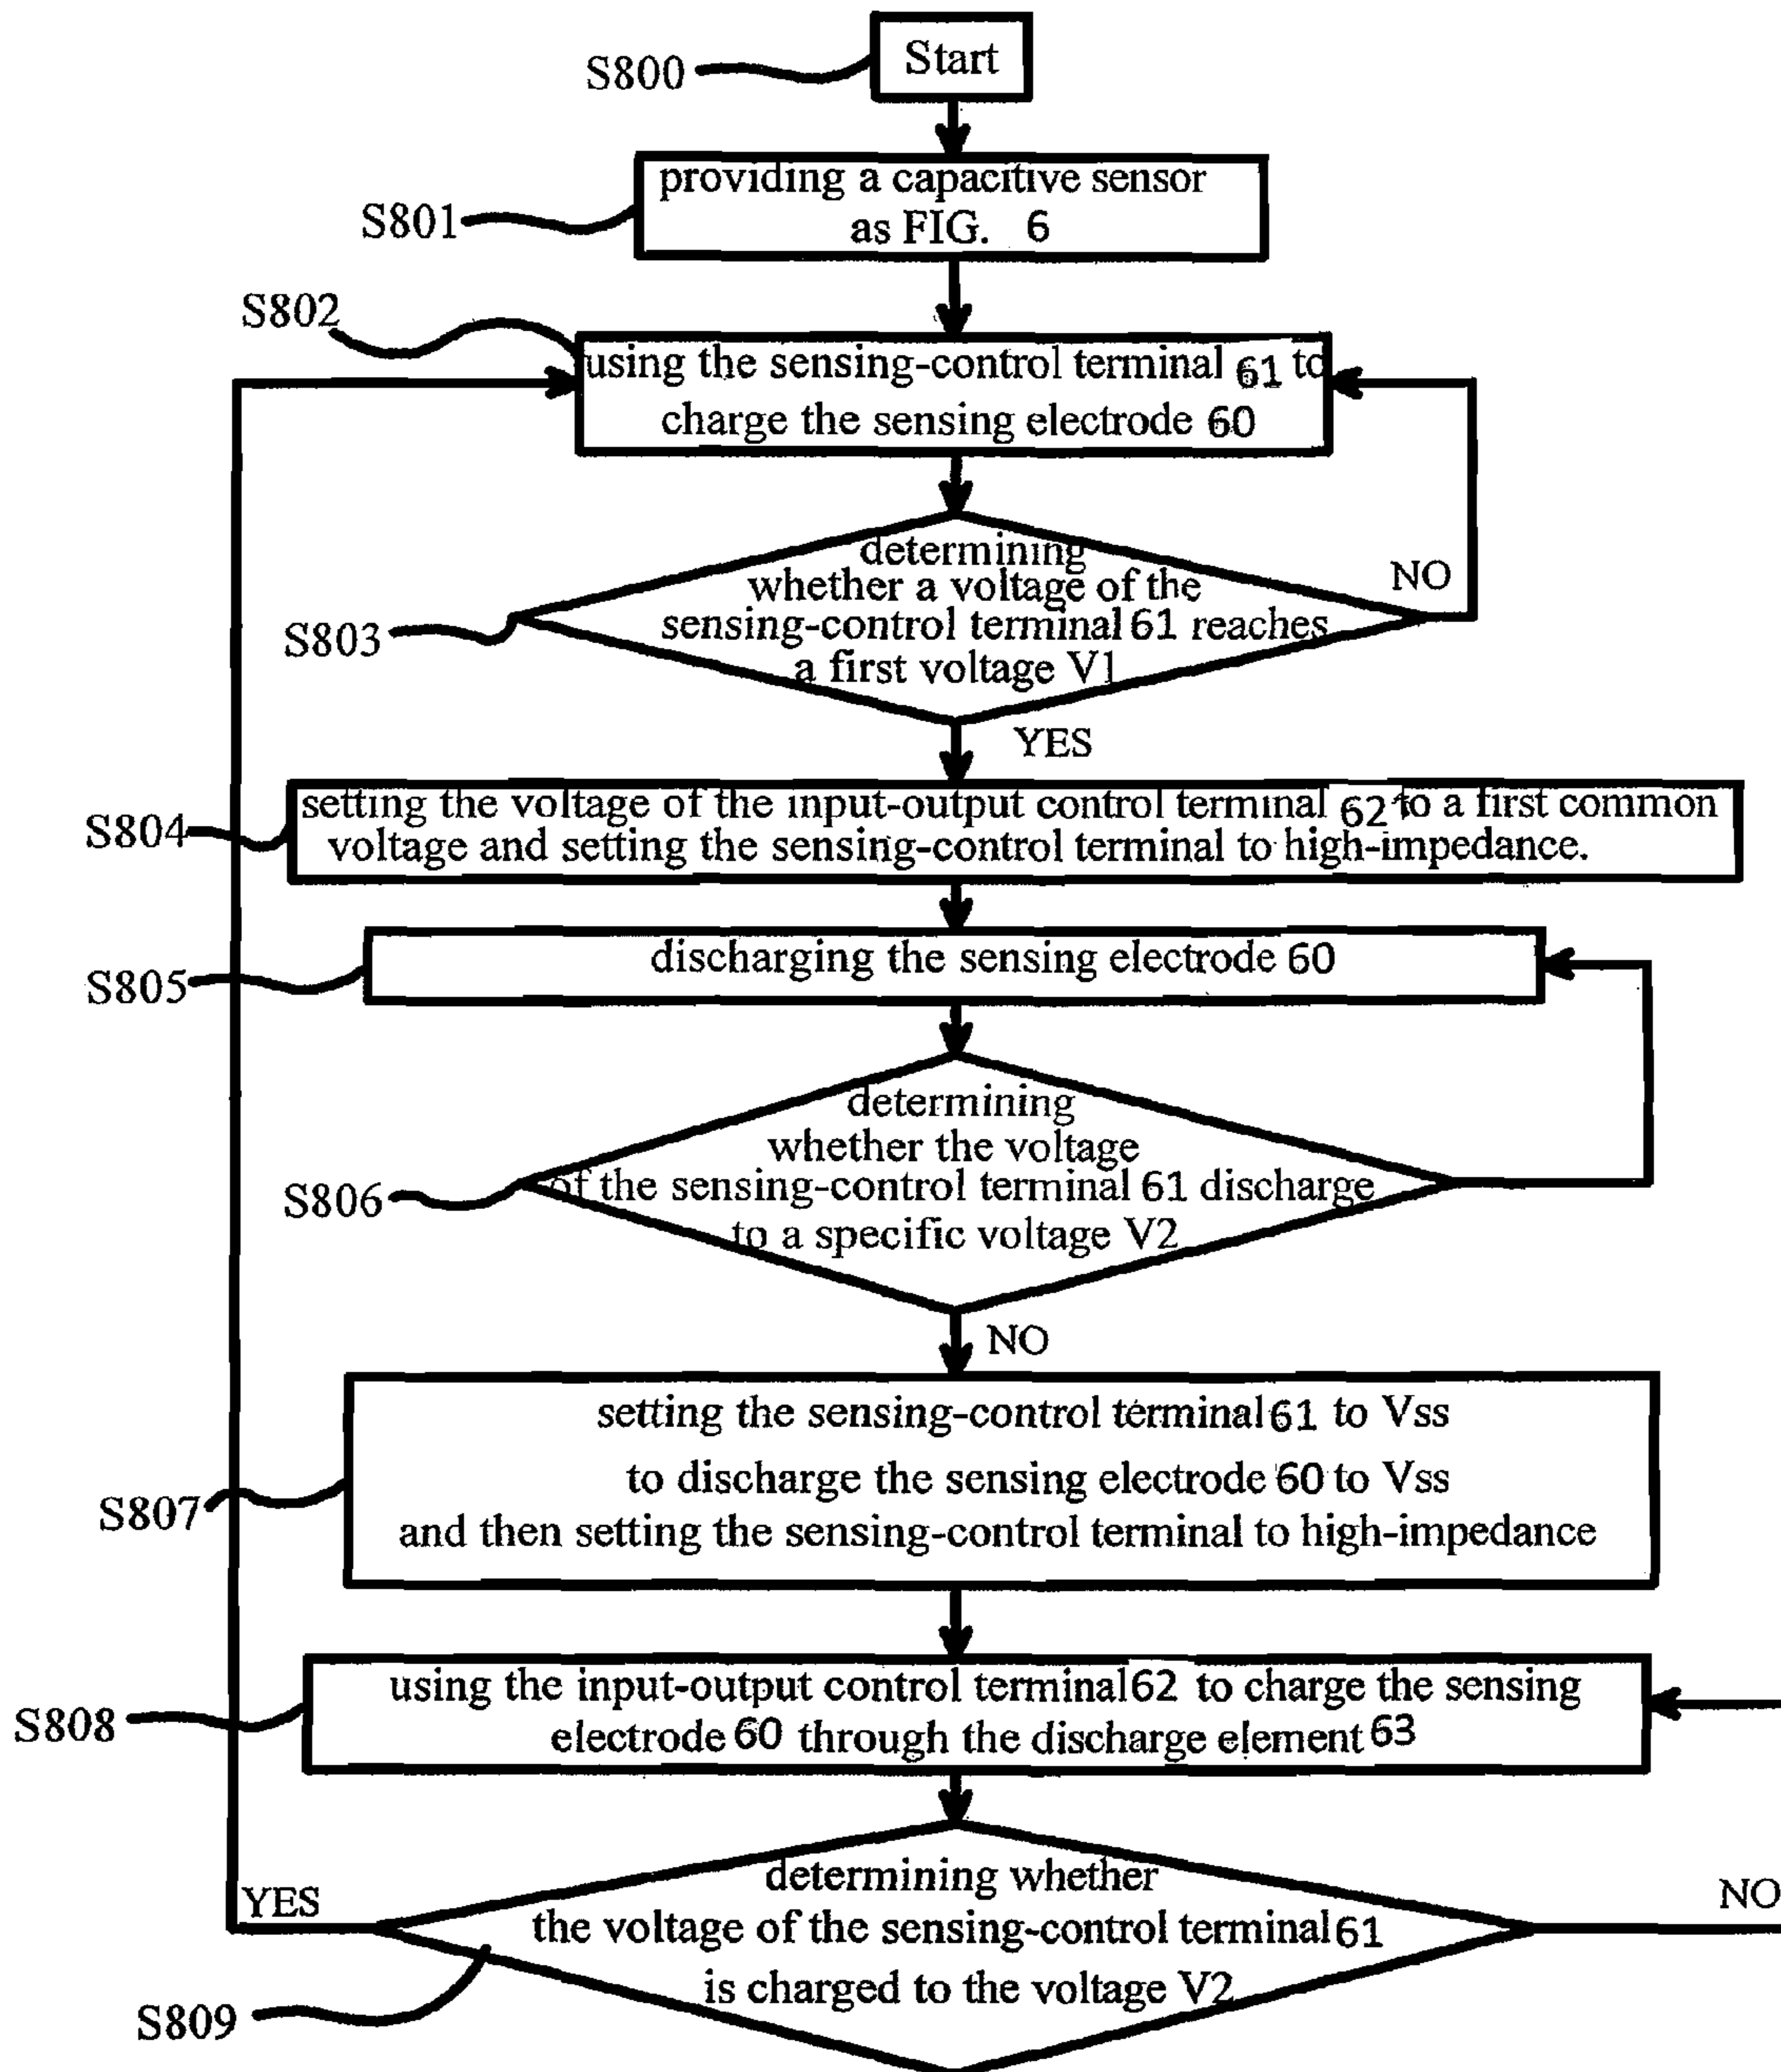 S800
Start
S801
providing a capacitive sensor
as FIG. 6
S802
using the sensing-control terminal 61 to
charge the sensing electrode 60
S803
determining
whether a voltage of the
sensing-control terminal 61 reaches
a first voltage V1
NO
YES
S804
setting the voltage of the input-output control terminal 62 to a first common
voltage and setting the sensing-control terminal to high-impedance.
S805
discharging the sensing electrode 60
S806
determining
whether the voltage
of the sensing-control terminal 61 discharge
to a specific voltage V2
NO
S807
setting the sensing-control terminal 61 to Vss
to discharge the sensing electrode 60 to Vss
and then setting the sensing-control terminal to high-impedance
S808
using the input-output control terminal 62 to charge the sensing
electrode 60 through the discharge element 63
S809
YES
determining whether
the voltage of the sensing-control terminal 61
is charged to the voltage V2
NO